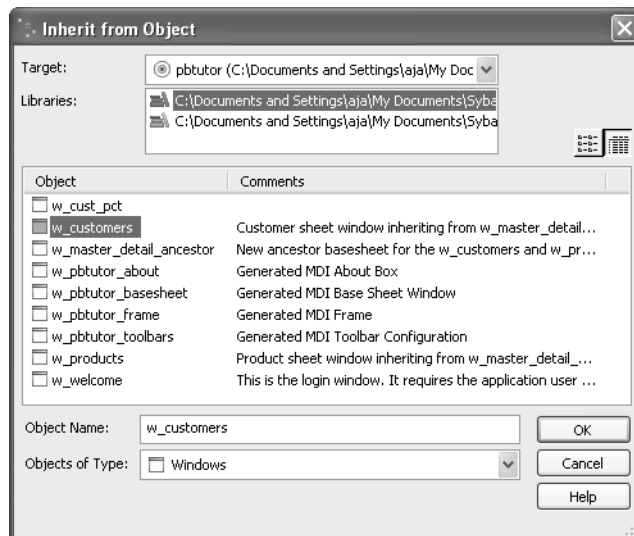 Inherit from Object
Target:
pbtutor (C:\Documents and Settings\aja\My Doc
Libraries:
C:\Documents and Settings\aja\My Documents\Syba
C:\Documents and Settings\aja\My Documents\Syba
Object Comments
w_cust_pct
w_customers Customer sheet window inheriting from w_master_detail...
w_master_detail_ancestor New ancestor basesheet for the w_customers and w_pr...
w_pbtutor_about Generated MDI About Box
w_pbtutor_basesheet Generated MDI Base Sheet Window
w_pbtutor_frame Generated MDI Frame
w_pbtutor_toolbars Generated MDI Toolbar Configuration
w_products Product sheet window inheriting from w_master_detail_...
w_welcome This is the login window. It requires the application user ...
Object Name: w_customers
OK
Objects of Type: Windows
Cancel
Help